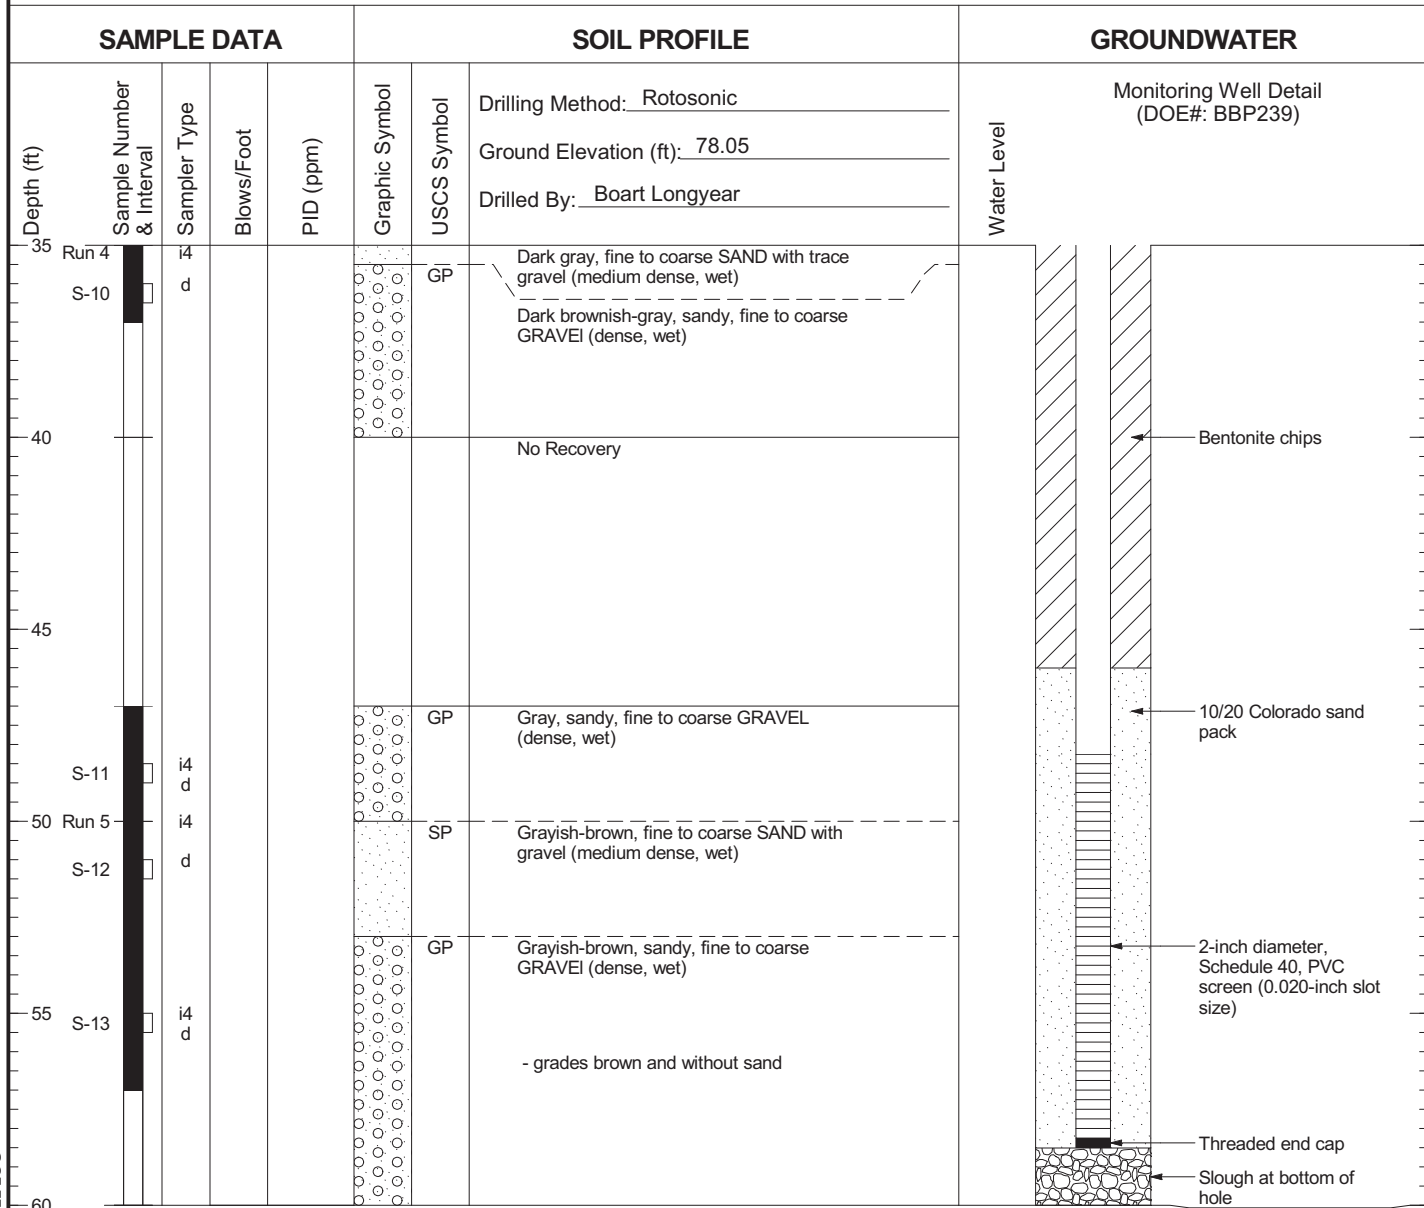 SAMPLE DATA
SOIL PROFILE
GROUNDWATER
Depth (ft)
Sample Number
& Interval
Sampler Type
Blows/Foot
PID (ppm)
Graphic Symbol
USCS Symbol
Drilling Method: Rotosonic
Ground Elevation (ft): 78.05
Drilled By: Boart Longyear
Water Level
Monitoring Well Detail
(DOE#: BBP239)
35
Run 4
i4
Dark gray, fine to coarse SAND with trace
gravel (medium dense, wet)
S-10
d
GP
Dark brownish-gray, sandy, fine to coarse
GRAVEl (dense, wet)
40
No Recovery
Bentonite chips
45
GP
Gray, sandy, fine to coarse GRAVEL
(dense, wet)
10/20 Colorado sand
pack
S-11
i4
d
50
Run 5
i4
SP
Grayish-brown, fine to coarse SAND with
gravel (medium dense, wet)
S-12
d
GP
Grayish-brown, sandy, fine to coarse
GRAVEl (dense, wet)
2-inch diameter,
Schedule 40, PVC
screen (0.020-inch slot
size)
55
S-13
i4
d
- grades brown and without sand
Threaded end cap
Slough at bottom of
hole
60